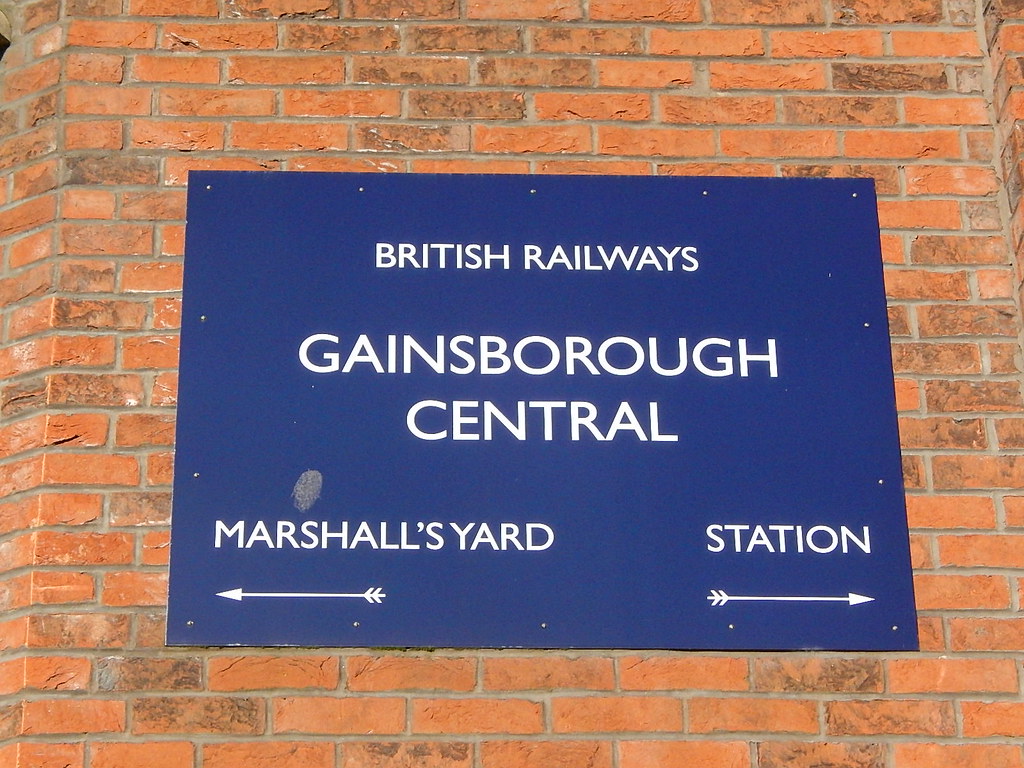 BRITISH RAILWAYS
GAINSBOROUGH
CENTRAL
MARSHALL'S YARD
STATION